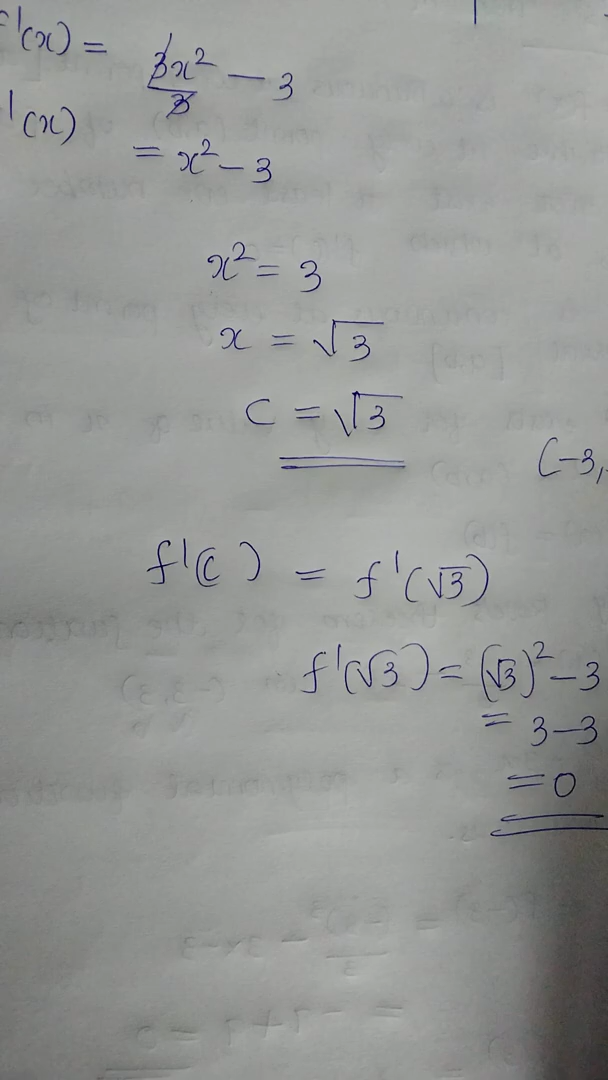 f'(x) = 3x²/3 − 3
'(x) = x² − 3
x² = 3
x = √3
C = √3
(−3,
f'(c) = f'(√3)
f'(√3) = (√3)² − 3
= 3 − 3
= 0